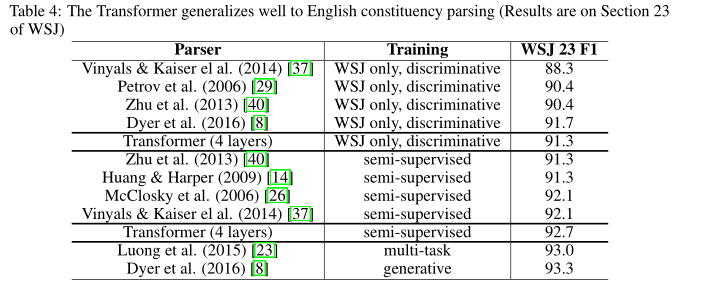 Table 4: The Transformer generalizes well to English constituency parsing (Results are on Section 23
of WSJ)
Parser Training WSJ 23 F1
Vinyals & Kaiser el al. (2014) [37] WSJ only, discriminative 88.3
Petrov et al. (2006) [29] WSJ only, discriminative 90.4
Zhu et al. (2013) [40] WSJ only, discriminative 90.4
Dyer et al. (2016) [8] WSJ only, discriminative 91.7
Transformer (4 layers) WSJ only, discriminative 91.3
Zhu et al. (2013) [40] semi-supervised 91.3
Huang & Harper (2009) [14] semi-supervised 91.3
McClosky et al. (2006) [26] semi-supervised 92.1
Vinyals & Kaiser el al. (2014) [37] semi-supervised 92.1
Transformer (4 layers) semi-supervised 92.7
Luong et al. (2015) [23] multi-task 93.0
Dyer et al. (2016) [8] generative 93.3